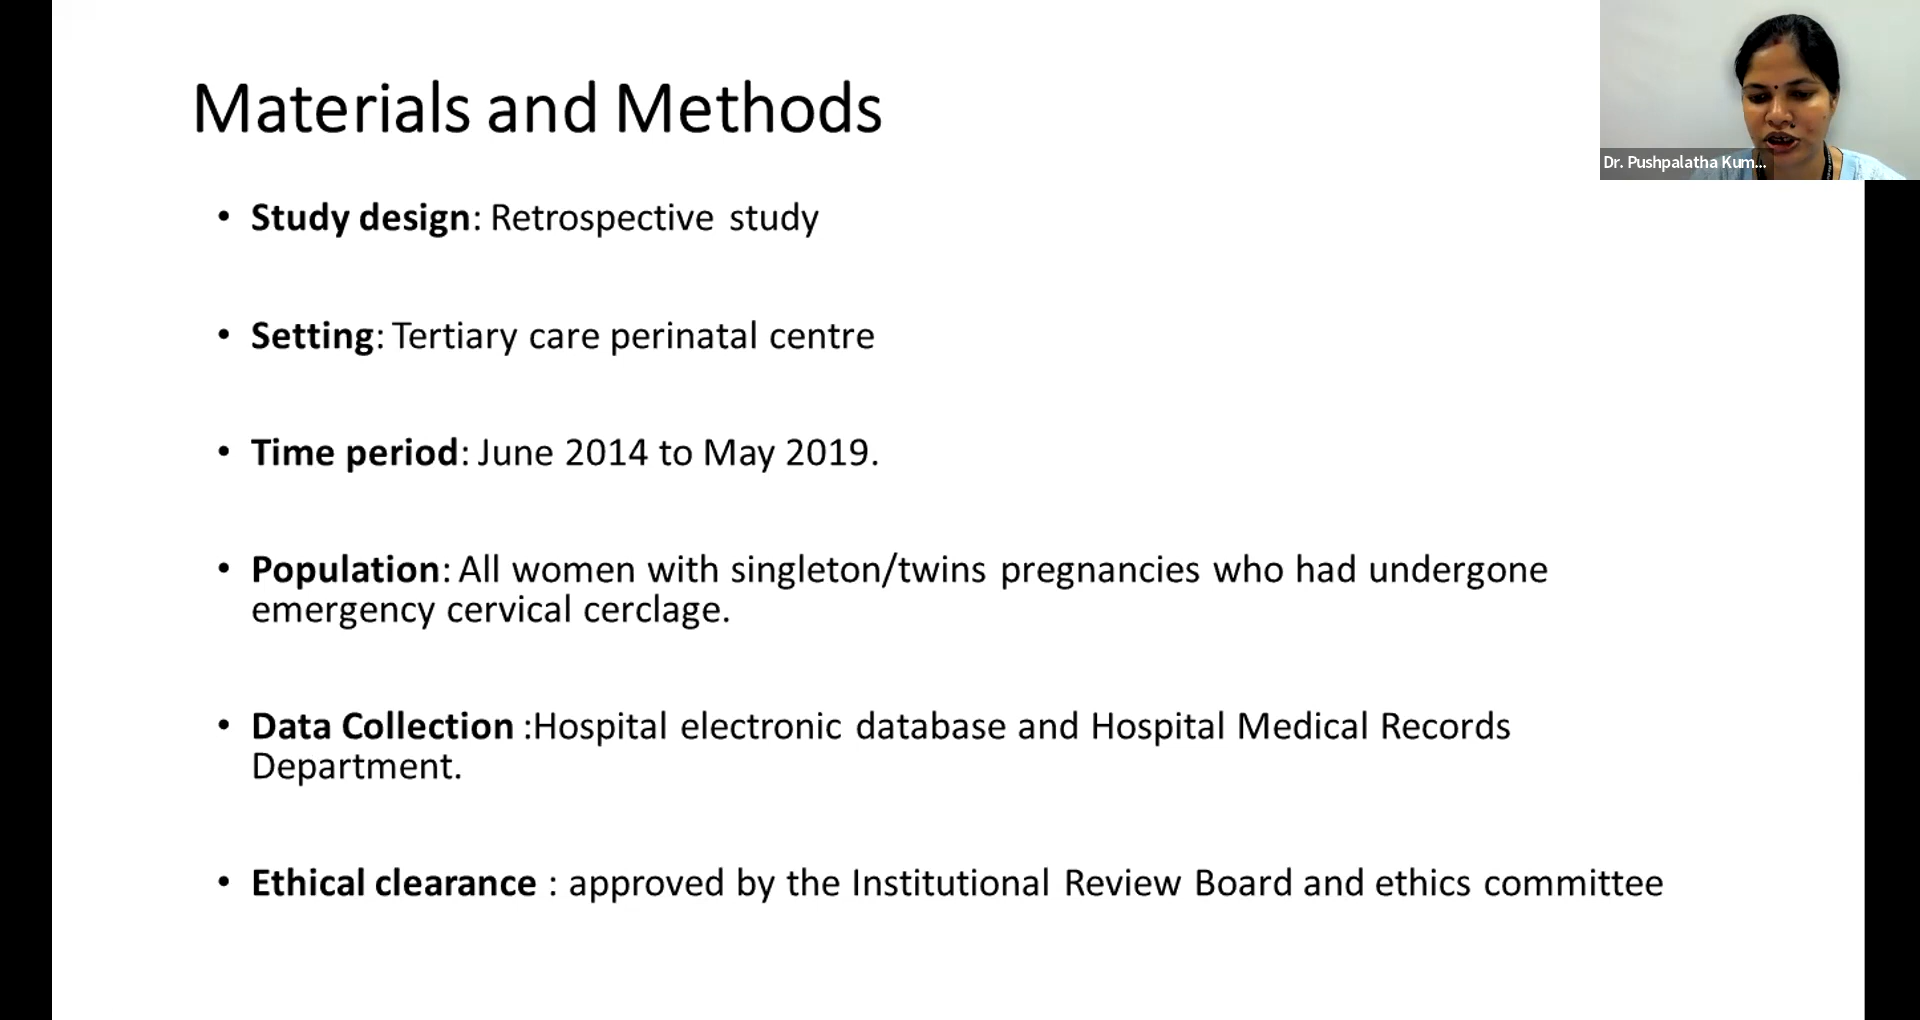 Materials and Methods
Dr. Pushpalatha Kum...
• Study design: Retrospective study
• Setting: Tertiary care perinatal centre
• Time period: June 2014 to May 2019.
• Population: All women with singleton/twins pregnancies who had undergone
emergency cervical cerclage.
• Data Collection :Hospital electronic database and Hospital Medical Records
Department.
• Ethical clearance : approved by the Institutional Review Board and ethics committee